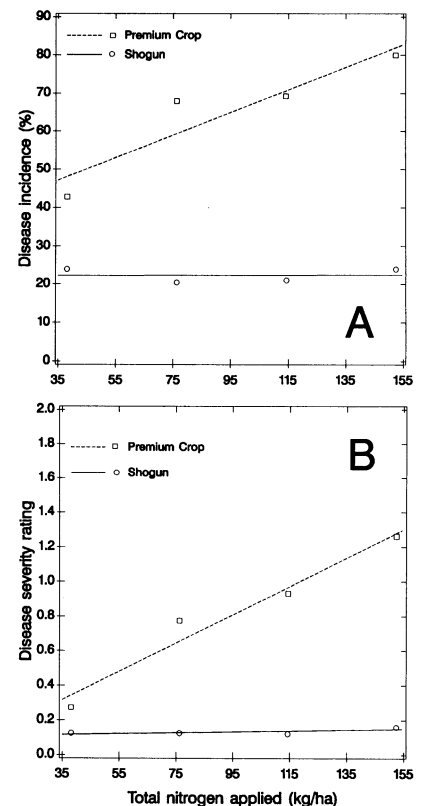 90
80
70
60
50
40
30
20
10
0
Disease incidence (%)
Premium Crop
Shogun
A
35 55 75 95 115 135 155
2.0
1.8
1.6
1.4
1.2
1.0
0.8
0.6
0.4
0.2
0.0
Disease severity rating
Premium Crop
Shogun
B
35 55 75 95 115 135 155
Total nitrogen applied (kg/ha)